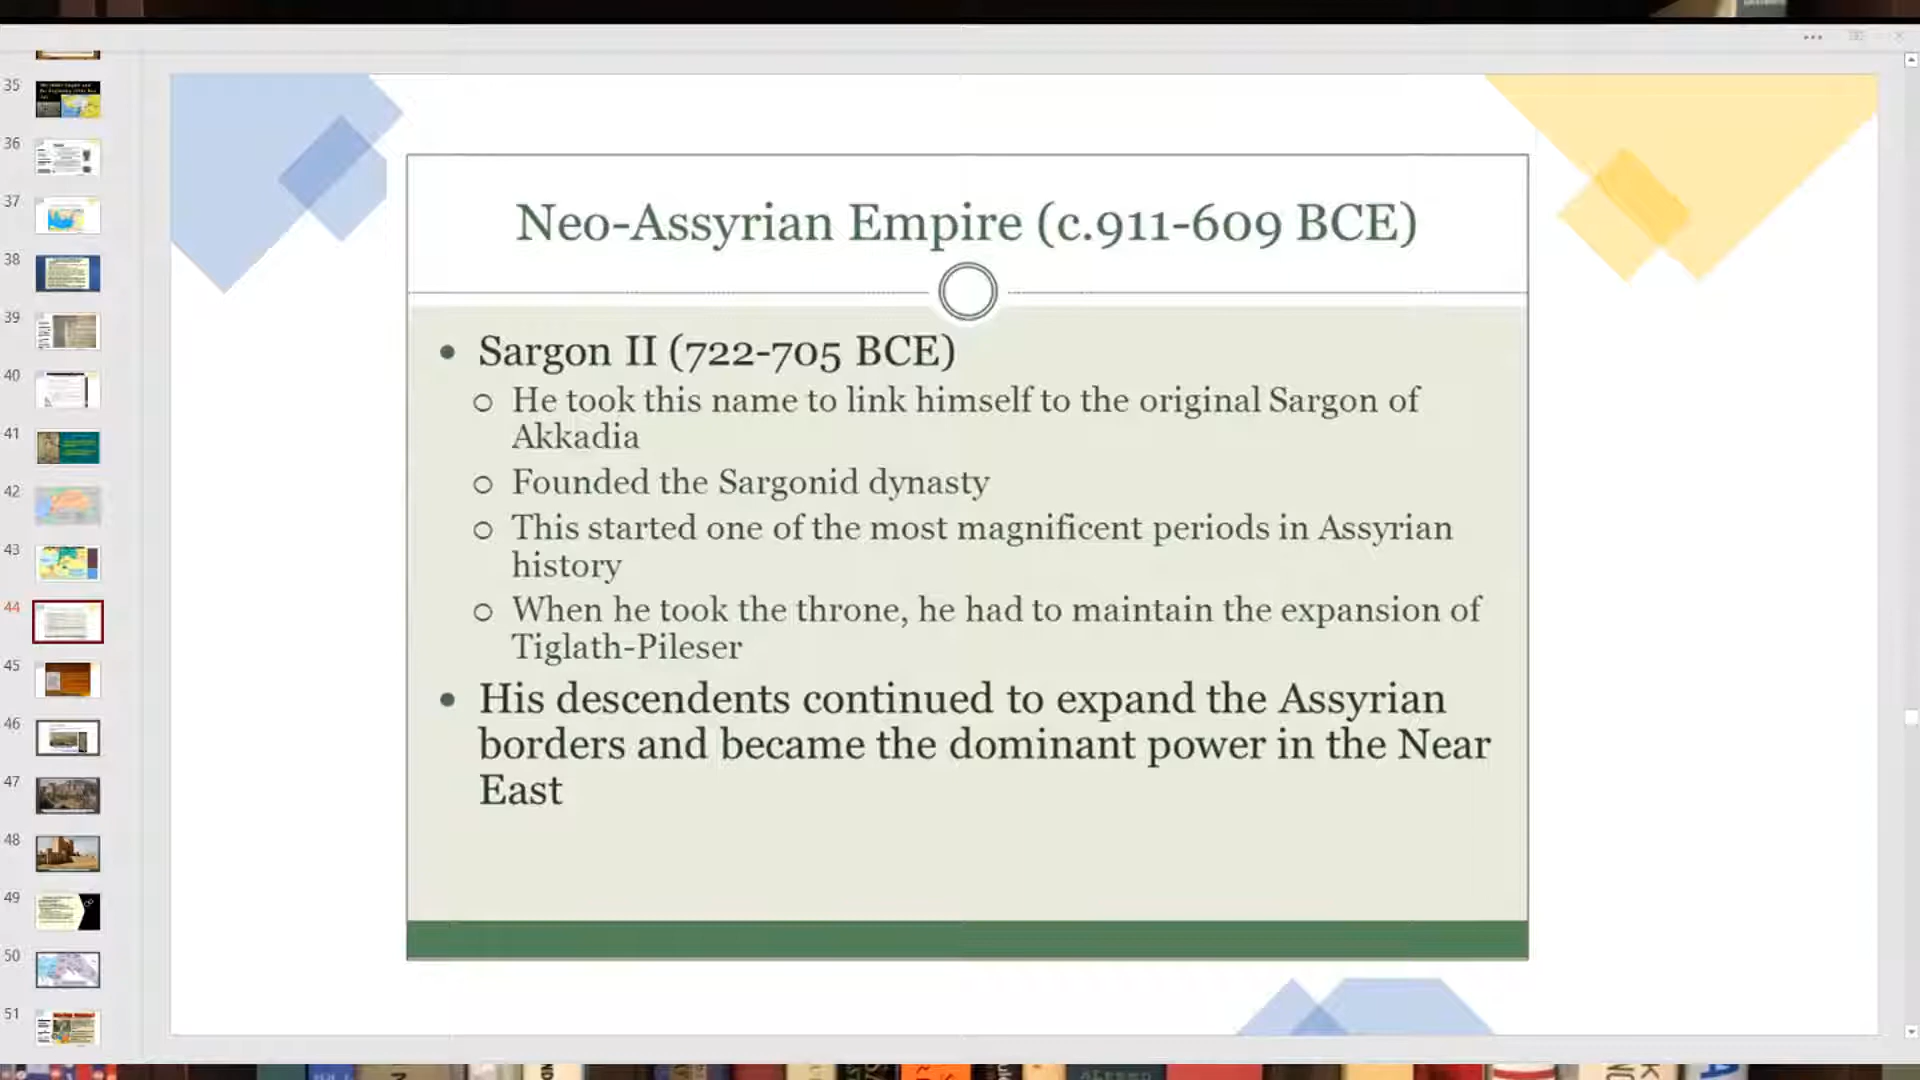 35
36
37
38
39
40
41
42
43
44
45
46
47
48
49
50
51
Neo-Assyrian Empire (c.911-609 BCE)
• Sargon II (722-705 BCE)
○ He took this name to link himself to the original Sargon of
Akkadia
○ Founded the Sargonid dynasty
○ This started one of the most magnificent periods in Assyrian
history
○ When he took the throne, he had to maintain the expansion of
Tiglath-Pileser
• His descendents continued to expand the Assyrian
borders and became the dominant power in the Near
East